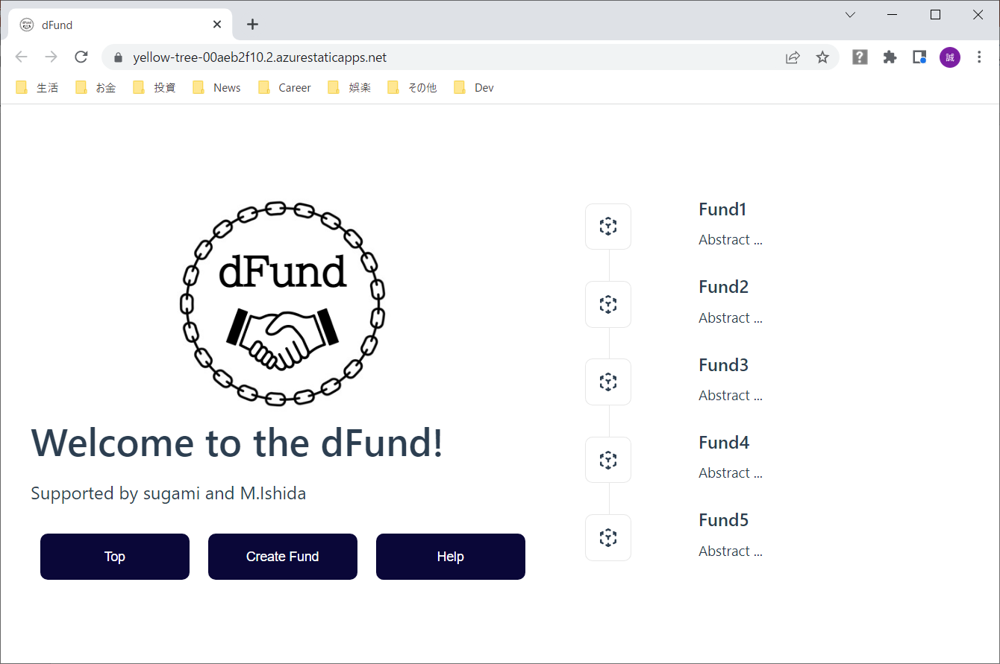 dFund
yellow-tree-00aeb2f10.2.azurestaticapps.net
誠
生活 お金 投資 News Career 娯楽 その他 Dev
dFund
Welcome to the dFund!
Supported by sugami and M.Ishida
Top Create Fund Help
Fund1
Abstract ...
Fund2
Abstract ...
Fund3
Abstract ...
Fund4
Abstract ...
Fund5
Abstract ...